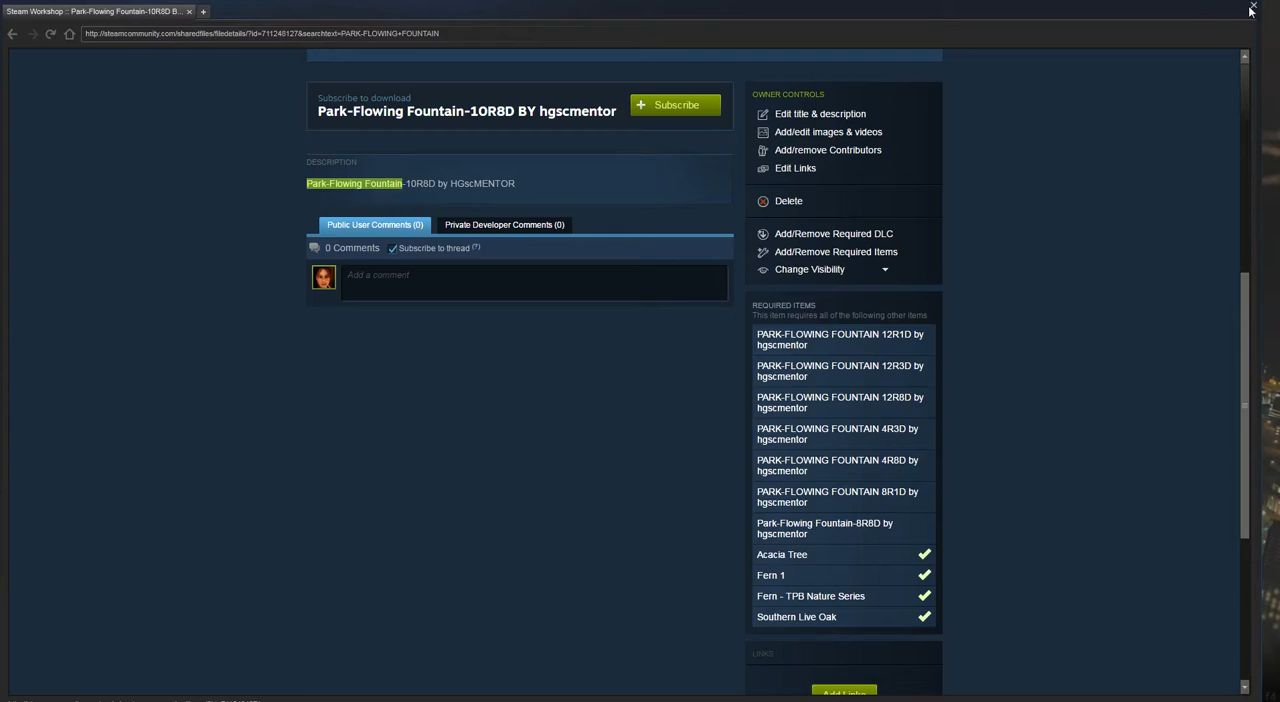 Steam Workshop :: Park-Flowing Fountain-10R8D B...
http://steamcommunity.com/sharedfiles/filedetails/?id=711248127&searchtext=PARK-FLOWING+FOUNTAIN
Subscribe to download
Park-Flowing Fountain-10R8D BY hgscmentor
Subscribe
DESCRIPTION
Park-Flowing Fountain-10R8D by HGscMENTOR
Public User Comments (0)
Private Developer Comments (0)
0 Comments
Subscribe to thread (?)
Add a comment
OWNER CONTROLS
Edit title & description
Add/edit images & videos
Add/remove Contributors
Edit Links
Delete
Add/Remove Required DLC
Add/Remove Required Items
Change Visibility
REQUIRED ITEMS
This item requires all of the following other items
PARK-FLOWING FOUNTAIN 12R1D by
hgscmentor
PARK-FLOWING FOUNTAIN 12R3D by
hgscmentor
PARK-FLOWING FOUNTAIN 12R8D by
hgscmentor
PARK-FLOWING FOUNTAIN 4R3D by
hgscmentor
PARK-FLOWING FOUNTAIN 4R8D by
hgscmentor
PARK-FLOWING FOUNTAIN 8R1D by
hgscmentor
Park-Flowing Fountain-8R8D by
hgscmentor
Acacia Tree
Fern 1
Fern - TPB Nature Series
Southern Live Oak
LINKS
Add Links